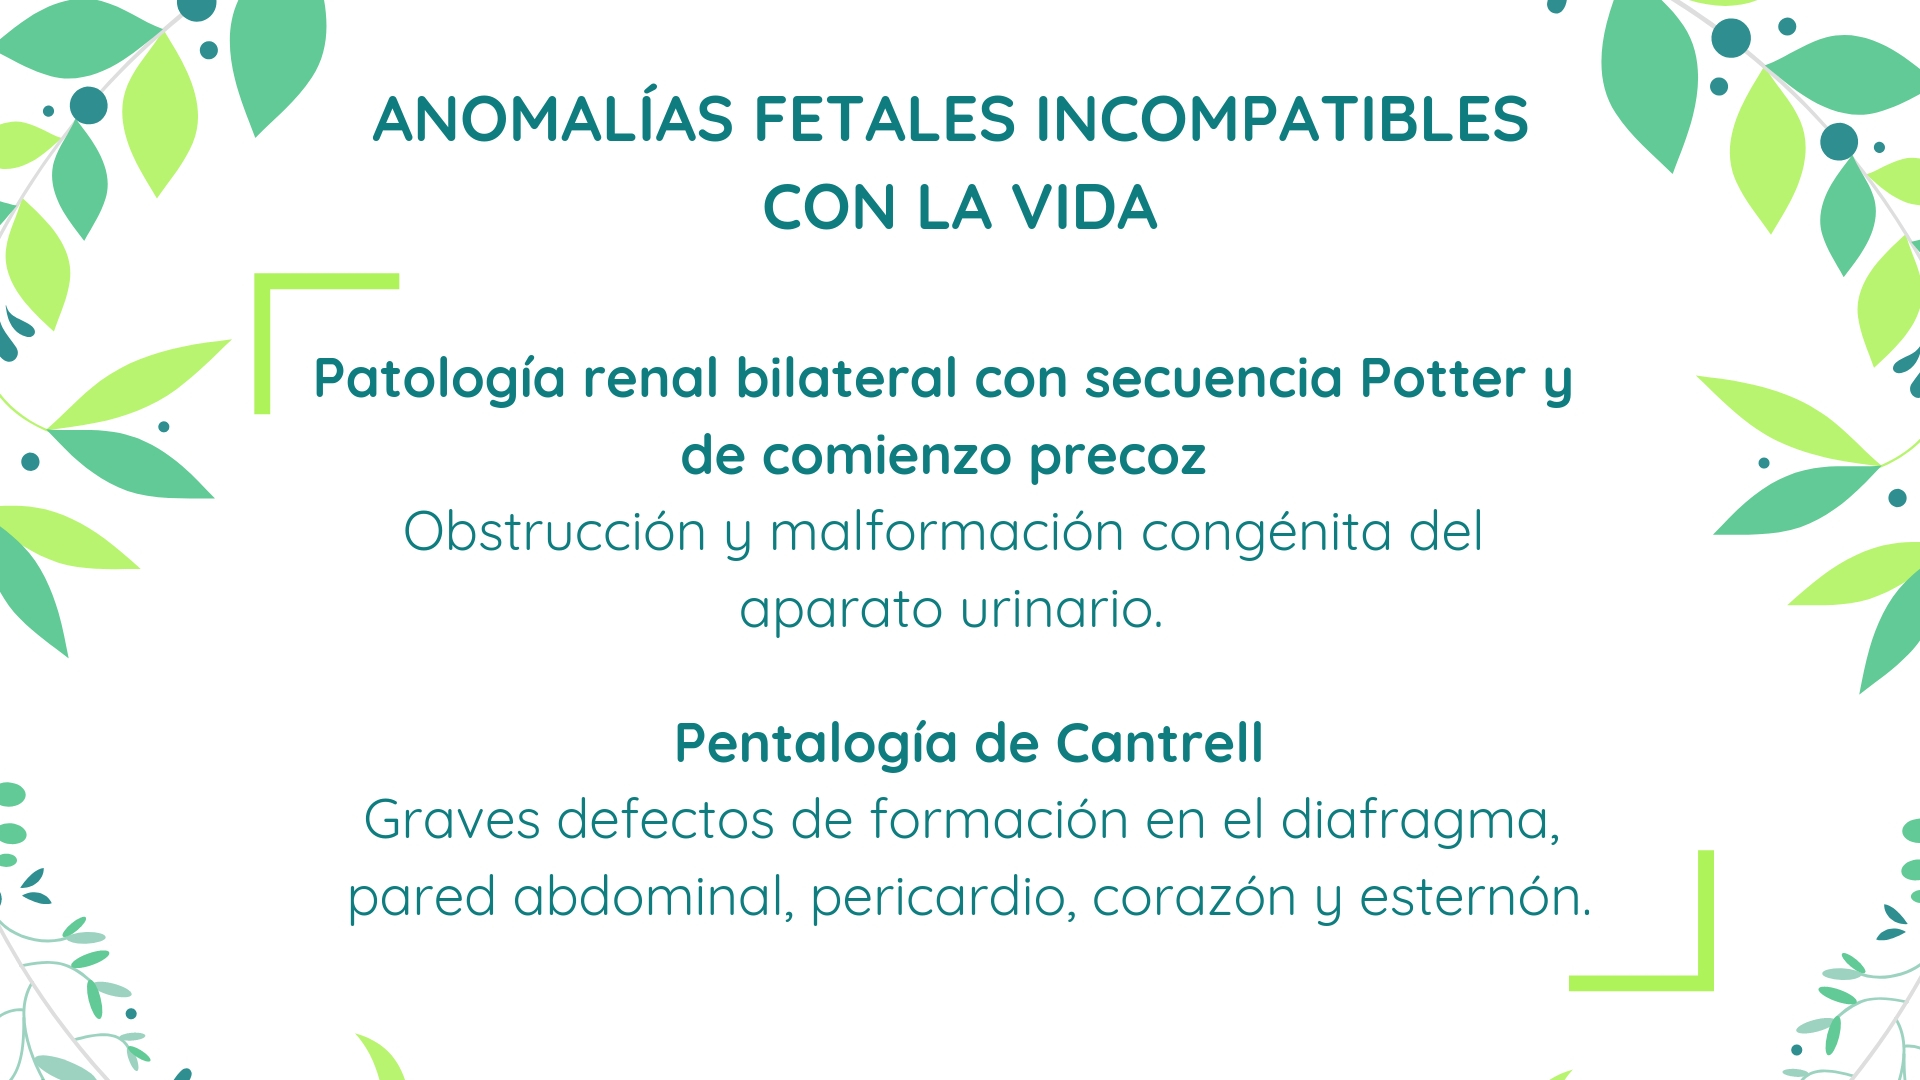 ANOMALÍAS FETALES INCOMPATIBLES
CON LA VIDA
Patología renal bilateral con secuencia Potter y
de comienzo precoz
Obstrucción y malformación congénita del
aparato urinario.
Pentalogía de Cantrell
Graves defectos de formación en el diafragma,
pared abdominal, pericardio, corazón y esternón.